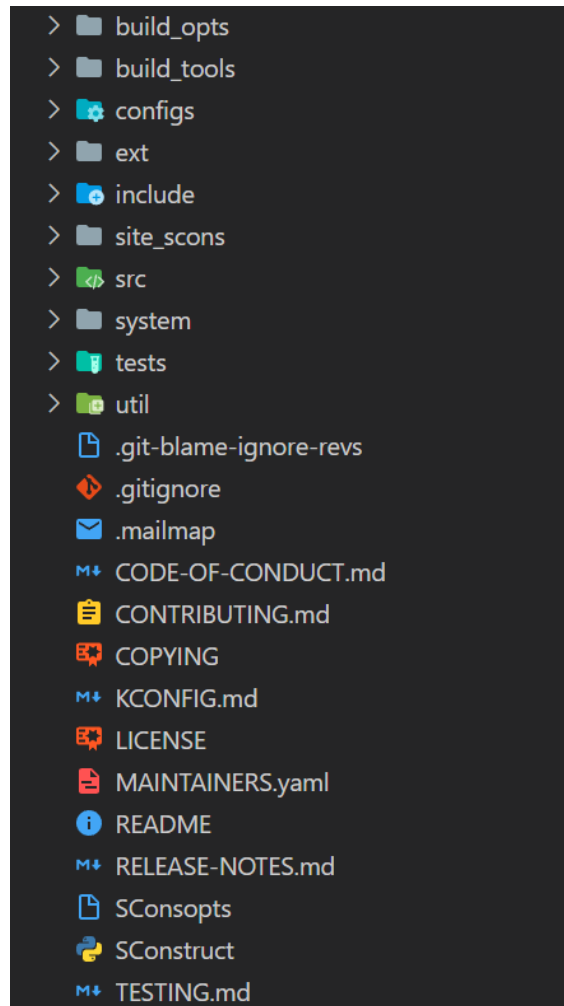 build_opts
build_tools
configs
ext
include
site_scons
src
system
tests
util
.git-blame-ignore-revs
.gitignore
.mailmap
CODE-OF-CONDUCT.md
CONTRIBUTING.md
COPYING
KCONFIG.md
LICENSE
MAINTAINERS.yaml
README
RELEASE-NOTES.md
SConsopts
SConstruct
TESTING.md